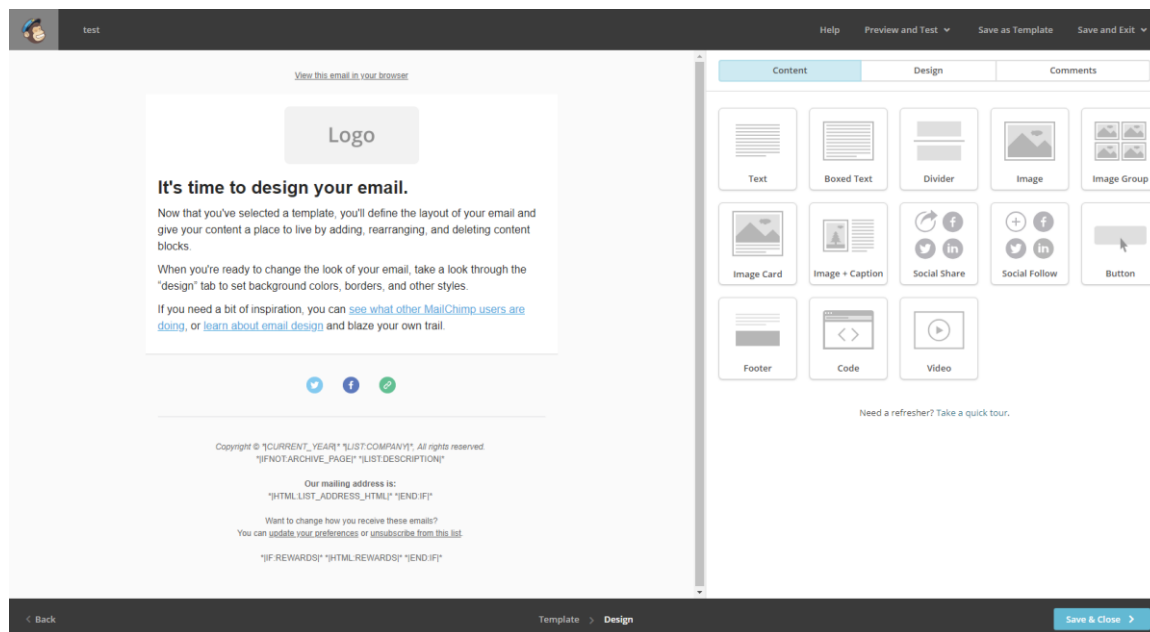 test
Help Preview and Test Save as Template Save and Exit
View this email in your browser
Logo
It's time to design your email.
Now that you've selected a template, you'll define the layout of your email and
give your content a place to live by adding, rearranging, and deleting content
blocks.
When you're ready to change the look of your email, take a look through the
"design" tab to set background colors, borders, and other styles.
If you need a bit of inspiration, you can see what other MailChimp users are
doing, or learn about email design and blaze your own trail.
Copyright © *|CURRENT_YEAR|* *|LIST:COMPANY|*, All rights reserved.
*|IFNOT:ARCHIVE_PAGE|* *|LIST:DESCRIPTION|*
Our mailing address is:
*|HTML:LIST_ADDRESS_HTML|* *|END:IF|*
Want to change how you receive these emails?
You can update your preferences or unsubscribe from this list.
*|IF:REWARDS|* *|HTML:REWARDS|* *|END:IF|*
Content Design Comments
Text Boxed Text Divider Image Image Group
Image Card Image + Caption Social Share Social Follow Button
Footer Code Video
Need a refresher? Take a quick tour.
< Back
Template > Design
Save & Close >